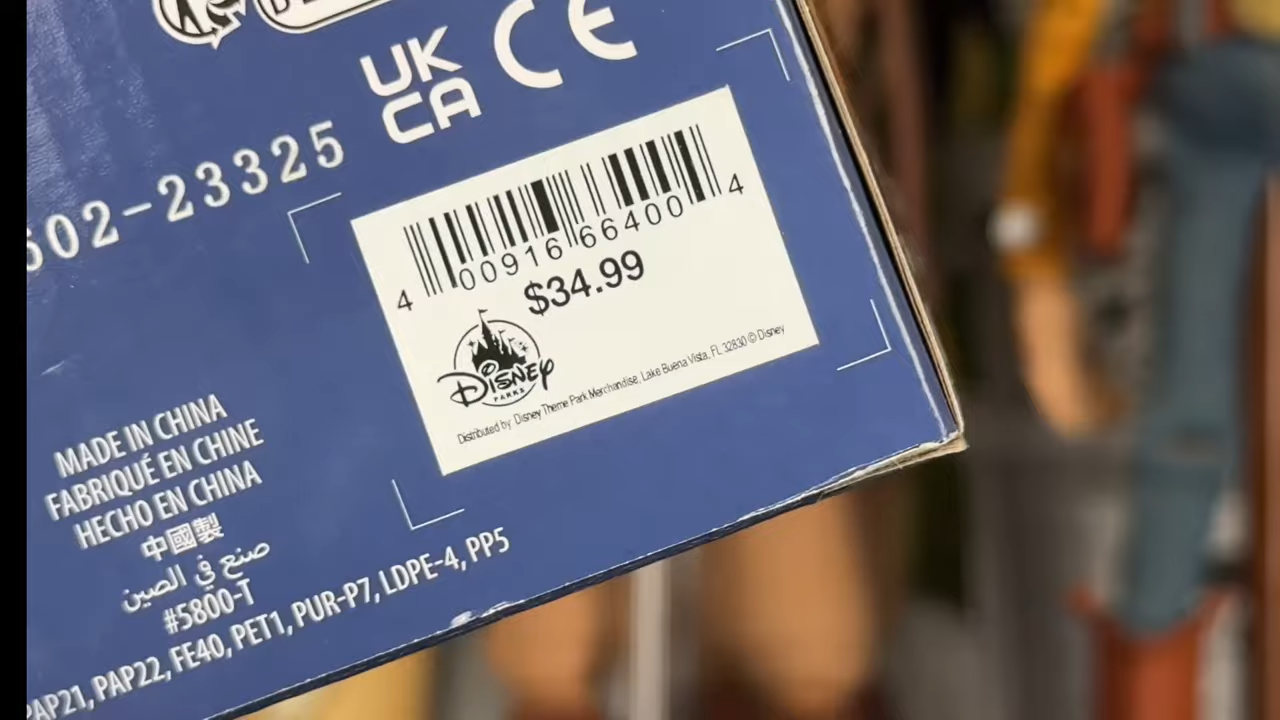 UK
CA
CE
02-23325
4 00916 66400 4
$34.99
Disney
PARKS
Distributed by Disney Theme Park Merchandise, Lake Buena Vista, FL 32830 © Disney
MADE IN CHINA
FABRIQUÉ EN CHINE
HECHO EN CHINA
中國製
صنع في الصين
#5800-T
PAP21, PAP22, FE40, PET1, PUR-P7, LDPE-4, PP5